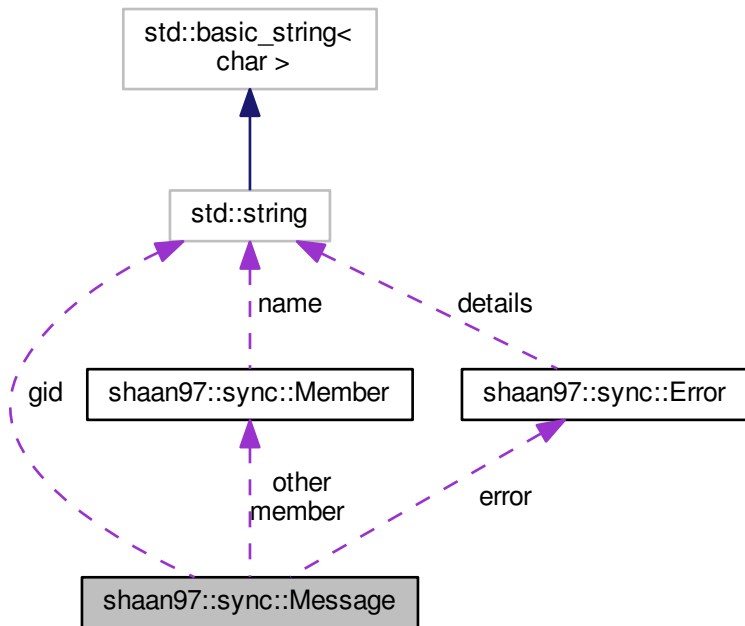 std::basic_string<
char >
std::string
name
details
gid
shaan97::sync::Member
shaan97::sync::Error
other
member
error
shaan97::sync::Message